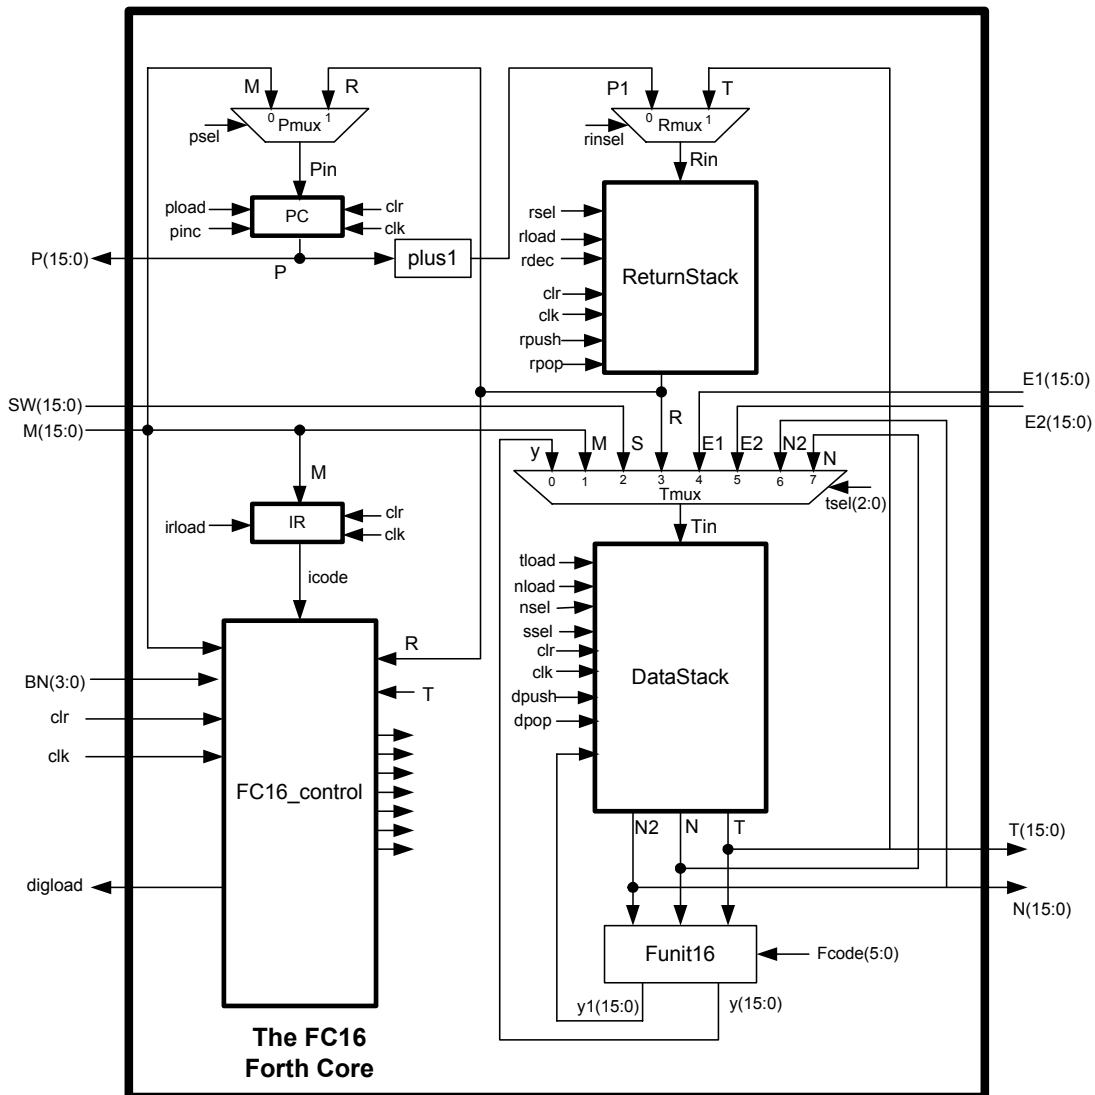 M
R
P1
T
0
Pmux
1
0
Rmux
1
psel
rinsel
Pin
Rin
pload
pinc
PC
clr
clk
P(15:0)
P
plus1
rsel
rload
rdec
clr
clk
rpush
rpop
ReturnStack
SW(15:0)
M(15:0)
E1(15:0)
E2(15:0)
R
y
M
S
E1
E2
N2
N
0
1
2
3
4
5
6
7
Tmux
tsel(2:0)
M
irload
IR
clr
clk
Tin
icode
tload
nload
nsel
ssel
clr
clk
dpush
dpop
DataStack
R
T
BN(3:0)
clr
clk
FC16_control
digload
N2
N
T
T(15:0)
N(15:0)
Funit16
Fcode(5:0)
y1(15:0)
y(15:0)
The FC16
Forth Core